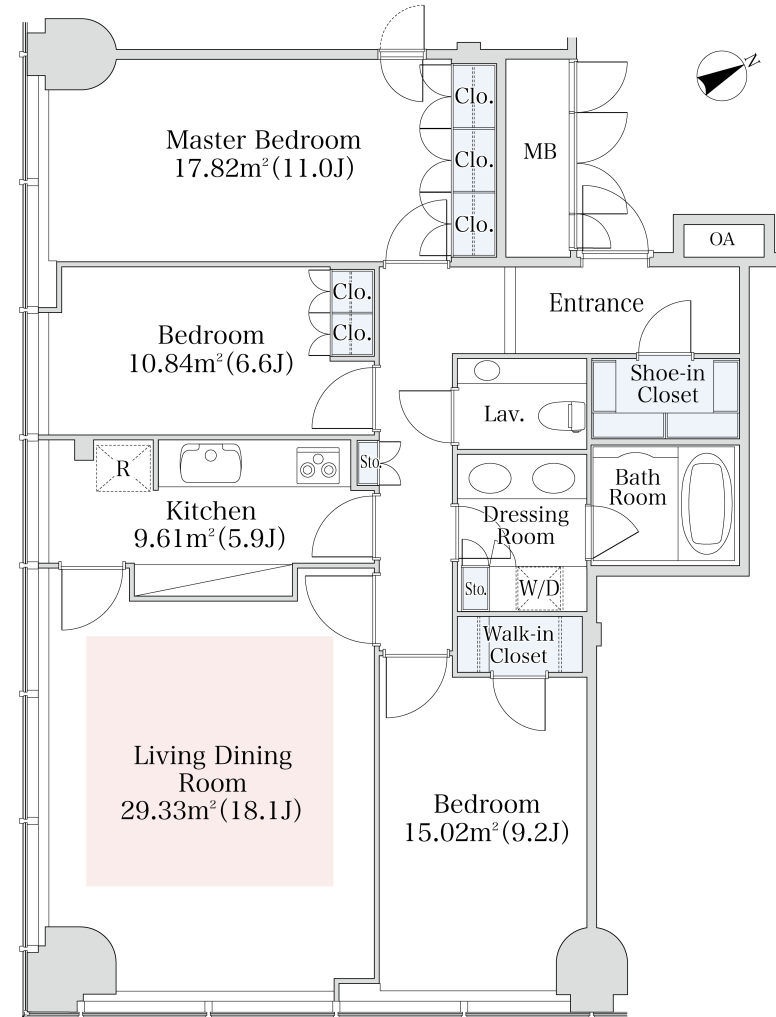 N
Clo.
Master Bedroom
17.82m²(11.0J)
Clo.
MB
Clo.
OA
Clo.
Entrance
Bedroom
10.84m²(6.6J)
Clo.
Shoe-in
Closet
Lav.
R
Sto.
Bath
Room
Kitchen
9.61m²(5.9J)
Dressing
Room
Sto.
W/D
Walk-in
Closet
Living Dining
Room
29.33m²(18.1J)
Bedroom
15.02m²(9.2J)